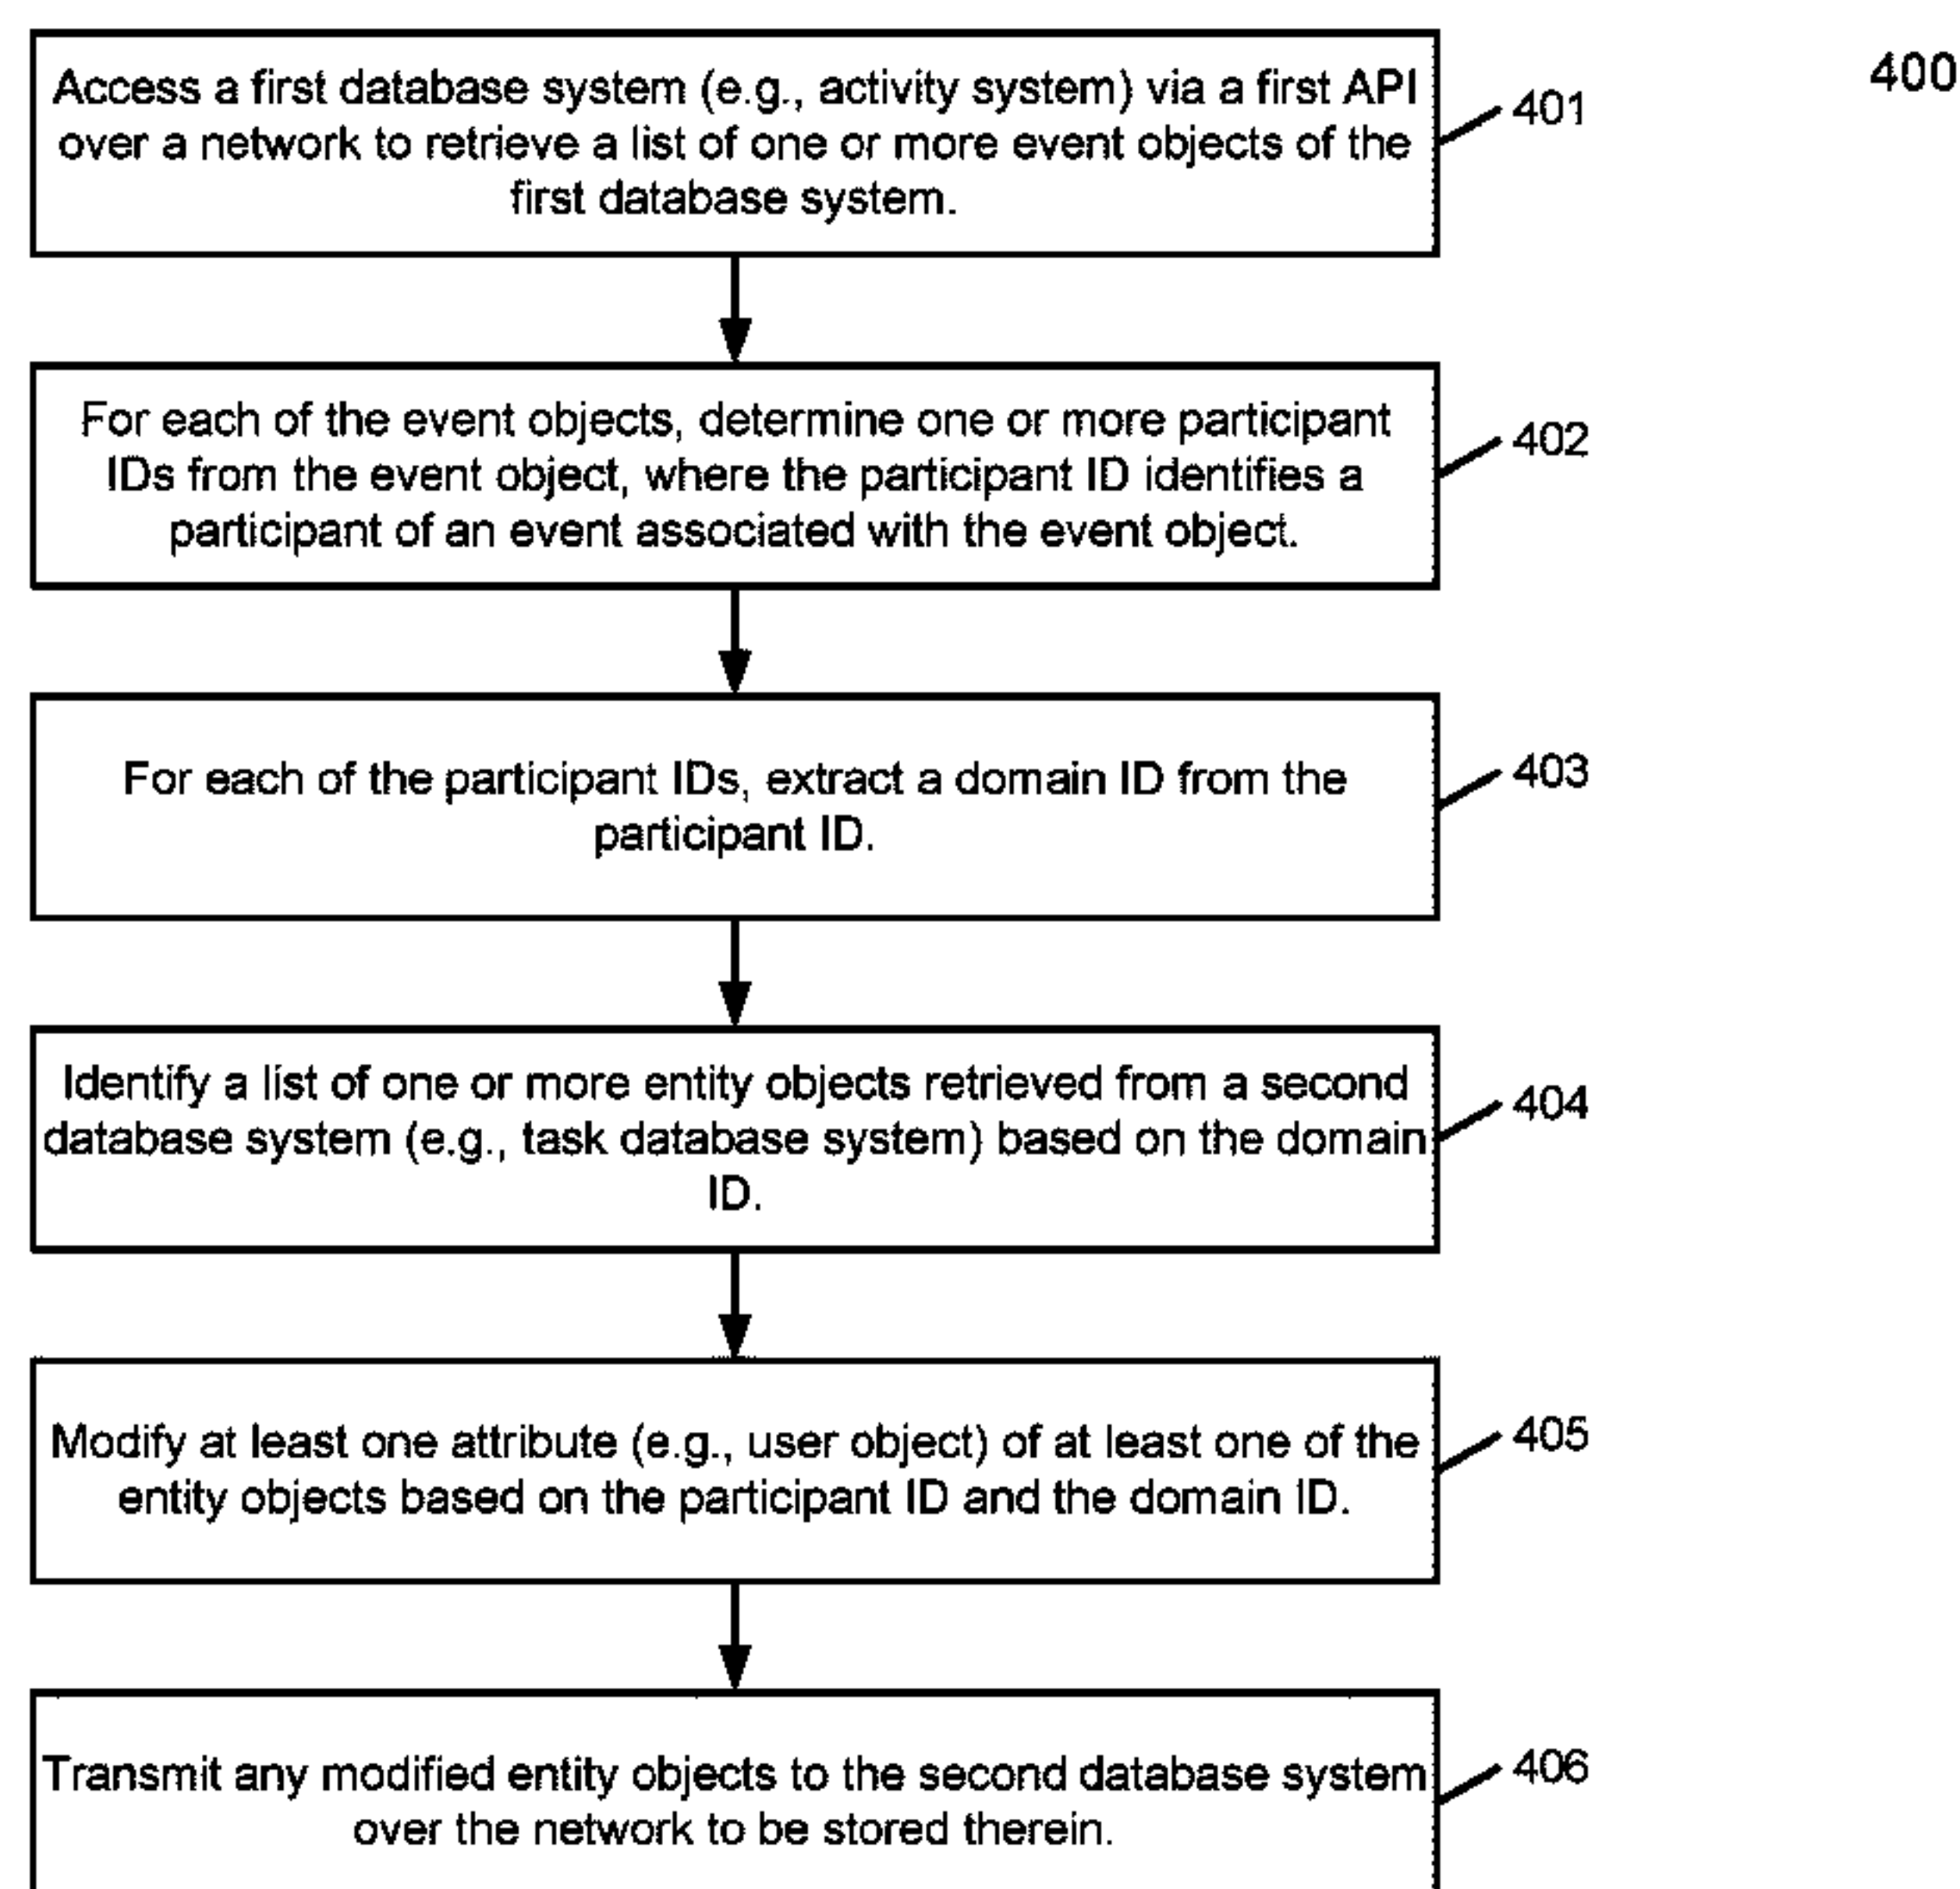 400
Access a first database system (e.g., activity system) via a first API
over a network to retrieve a list of one or more event objects of the
first database system.
401
For each of the event objects, determine one or more participant
IDs from the event object, where the participant ID identifies a
participant of an event associated with the event object.
402
For each of the participant IDs, extract a domain ID from the
participant ID.
403
Identify a list of one or more entity objects retrieved from a second
database system (e.g., task database system) based on the domain
ID.
404
Modify at least one attribute (e.g., user object) of at least one of the
entity objects based on the participant ID and the domain ID.
405
Transmit any modified entity objects to the second database system
over the network to be stored therein.
406